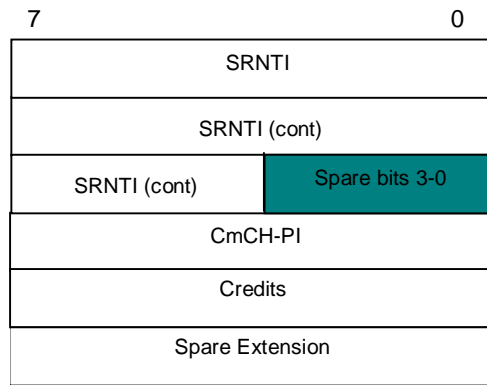 7 0
SRNTI
SRNTI (cont)
SRNTI (cont) Spare bits 3-0
CmCH-PI
Credits
Spare Extension